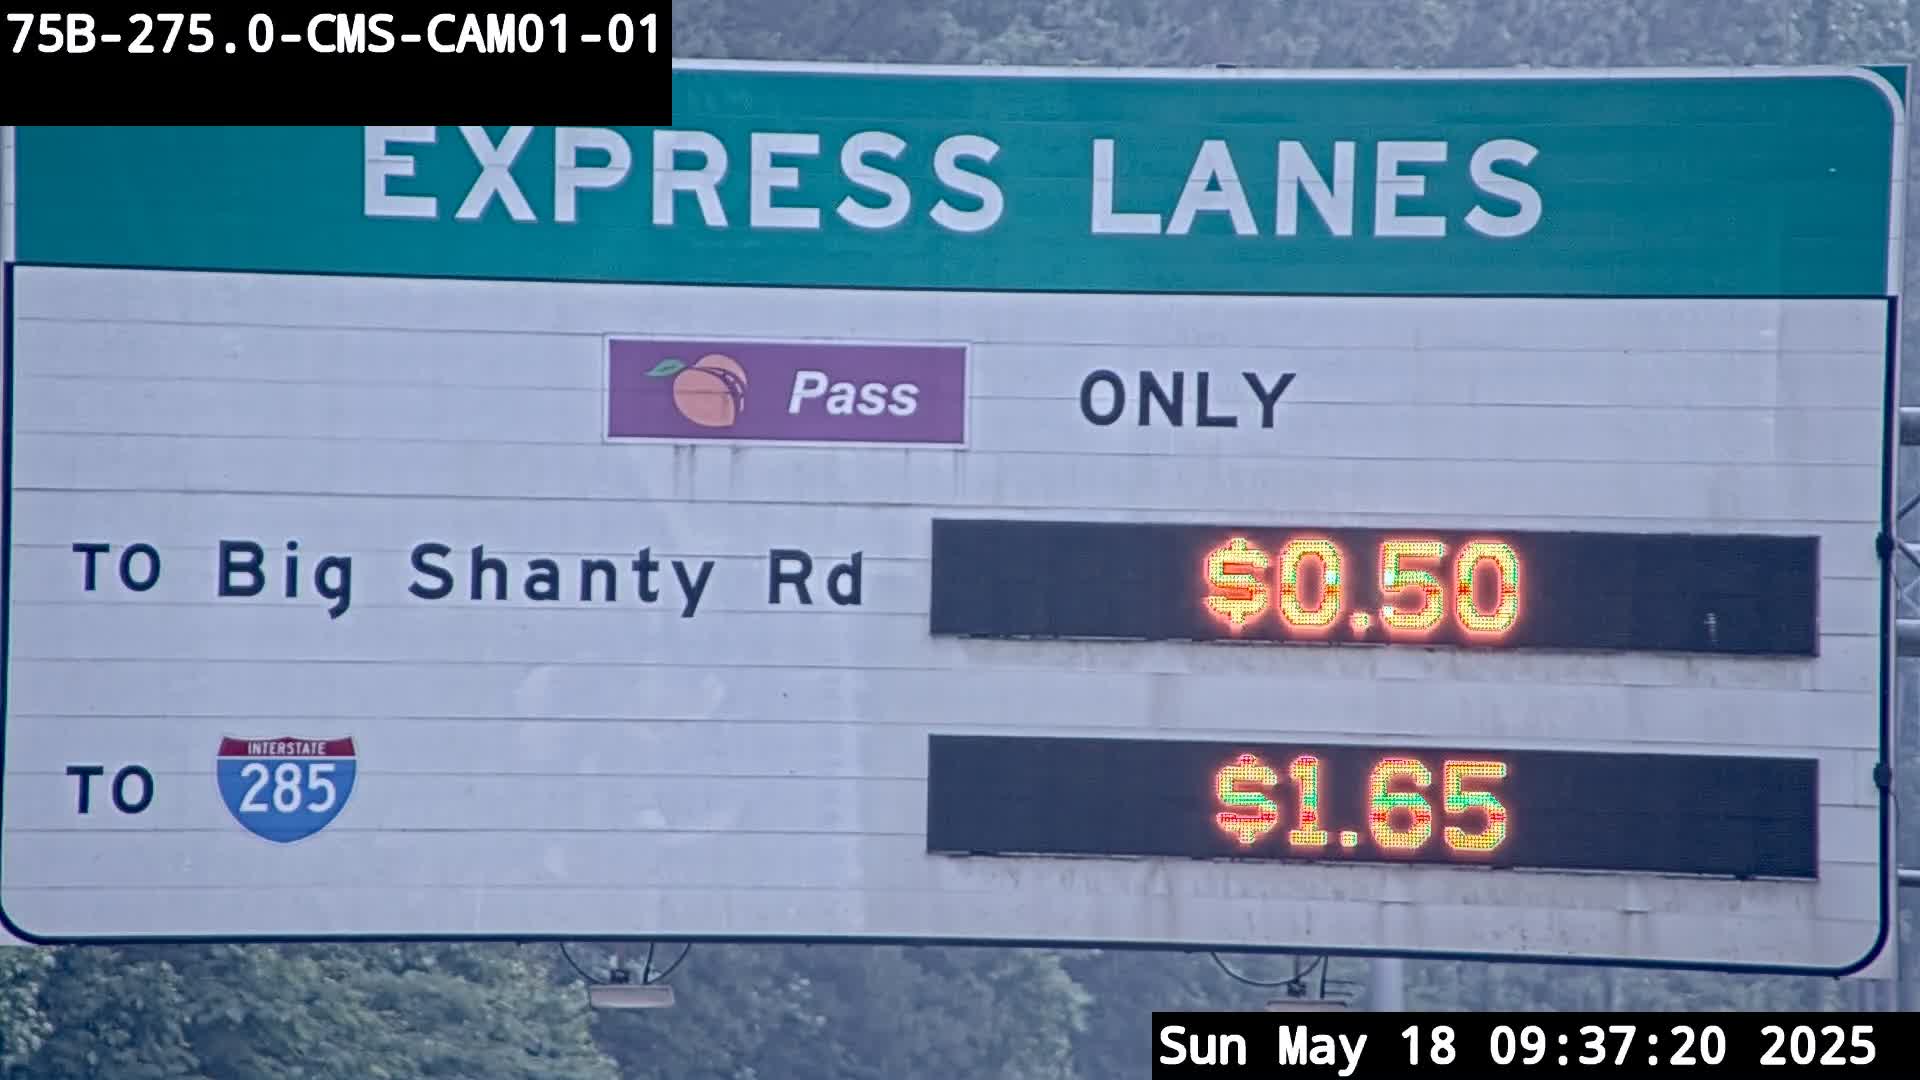 75B-275.0-CMS-CAM01-01
EXPRESS LANES
Pass ONLY
TO Big Shanty Rd $0.50
TO INTERSTATE 285 $1.65
Sun May 18 09:37:20 2025